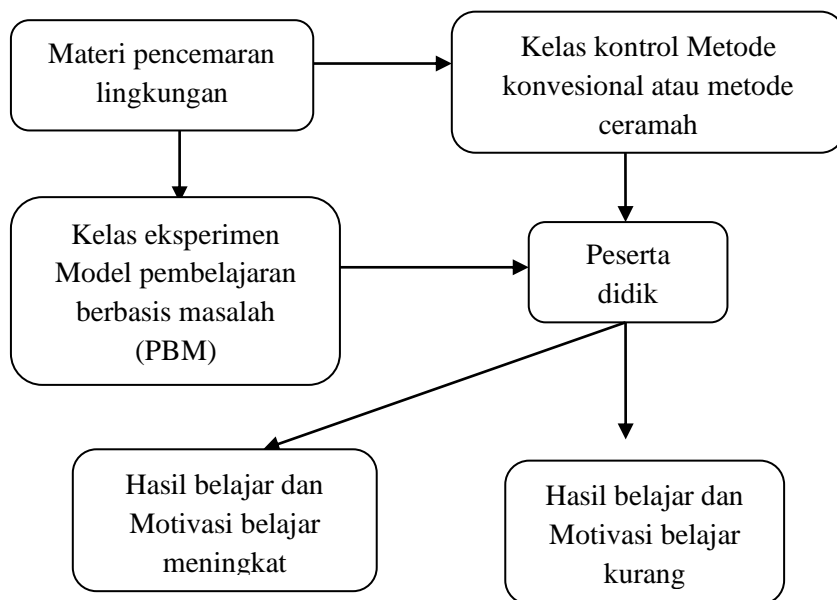 Materi pencemaran
lingkungan
Kelas kontrol Metode
konvesional atau metode
ceramah
Kelas eksperimen
Model pembelajaran
berbasis masalah
(PBM)
Peserta
didik
Hasil belajar dan
Motivasi belajar
meningkat
Hasil belajar dan
Motivasi belajar
kurang